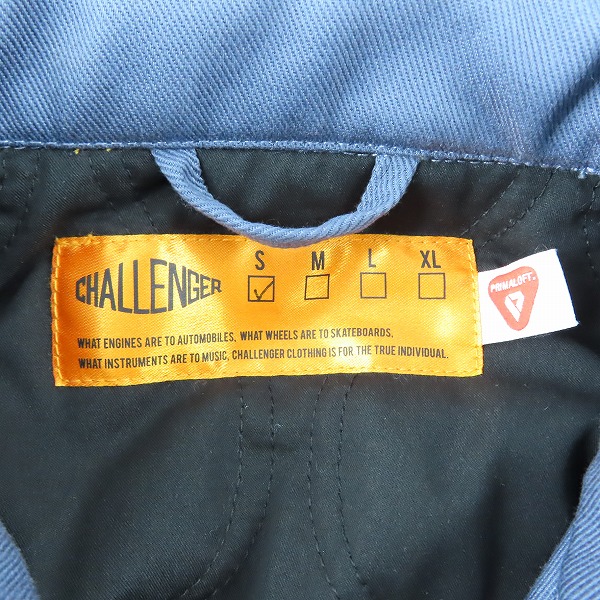 CHALLENGER
S M L XL
WHAT ENGINES ARE TO AUTOMOBILES, WHAT WHEELS ARE TO SKATEBOARDS,
WHAT INSTRUMENTS ARE TO MUSIC, CHALLENGER CLOTHING IS FOR THE TRUE INDIVIDUAL.
PRIMALOFT